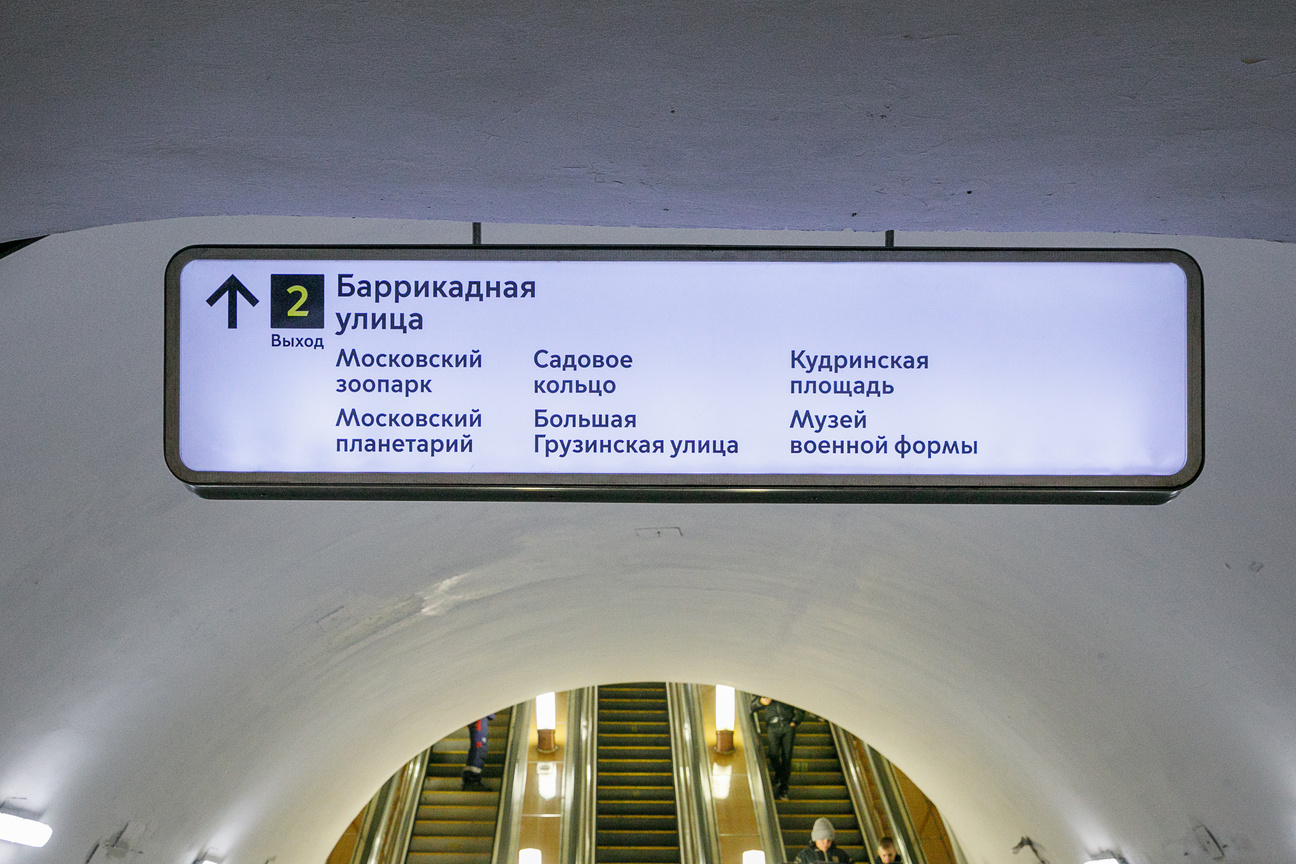 2
Выход
Баррикадная
улица
Московский
зоопарк
Московский
планетарий
Садовое
кольцо
Большая
Грузинская улица
Кудринская
площадь
Музей
военной формы